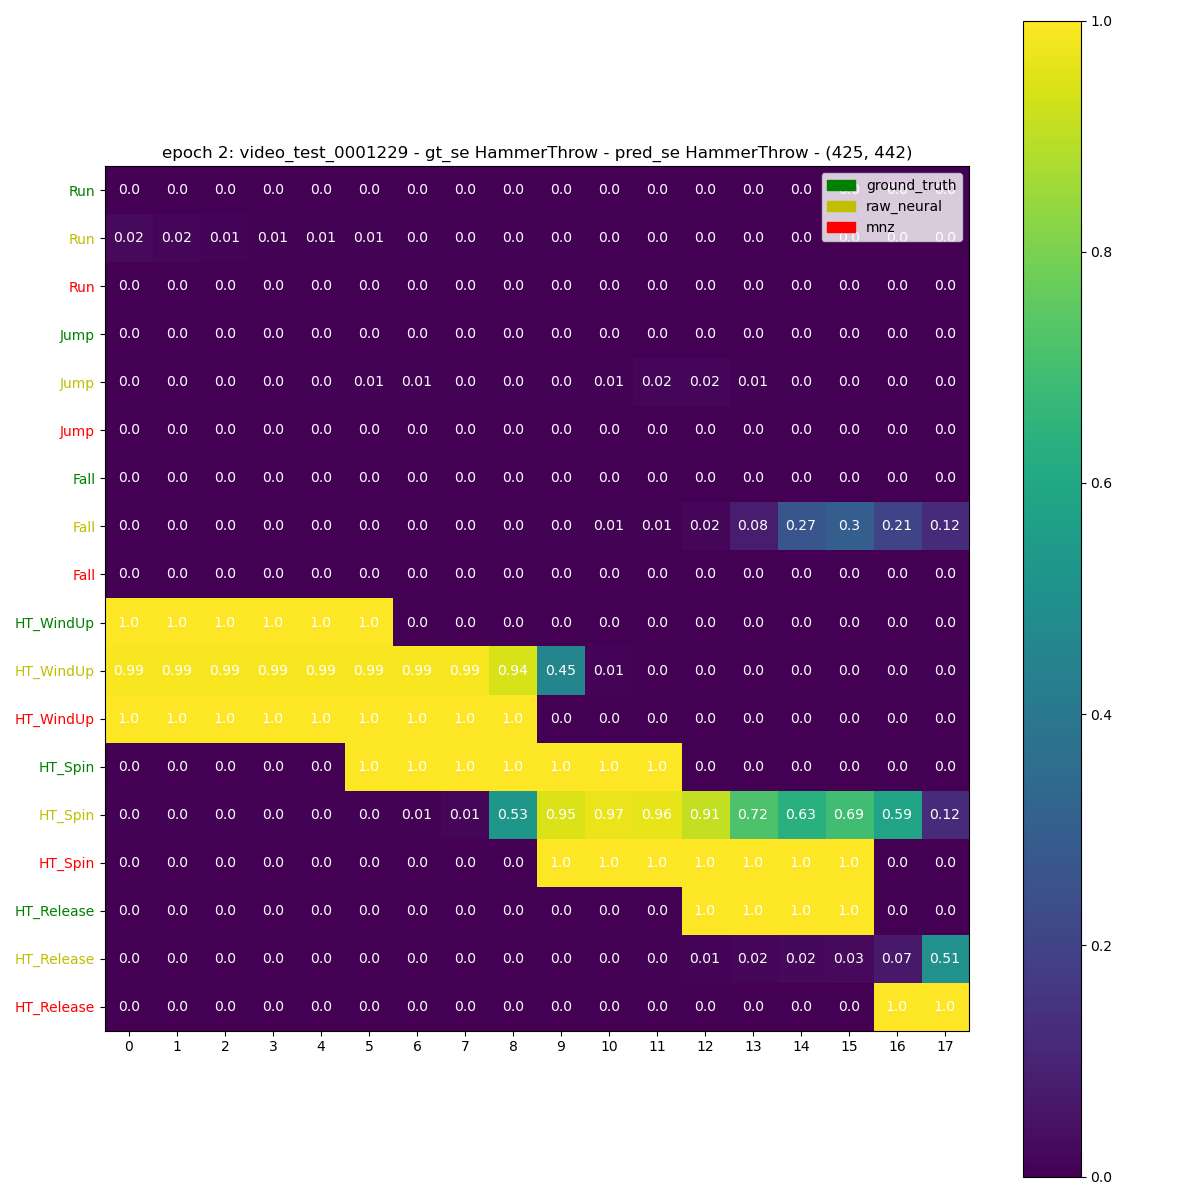 epoch 2: video_test_0001229 - gt_se HammerThrow - pred_se HammerThrow - (425, 442)
ground_truth
raw_neural
mnz
Run 0.0 0.0 0.0 0.0 0.0 0.0 0.0 0.0 0.0 0.0 0.0 0.0 0.0 0.0 0.0 0.0 0.0 0.0
Run 0.02 0.02 0.01 0.01 0.01 0.01 0.0 0.0 0.0 0.0 0.0 0.0 0.0 0.0 0.0 0.0 0.0 0.0
Run 0.0 0.0 0.0 0.0 0.0 0.0 0.0 0.0 0.0 0.0 0.0 0.0 0.0 0.0 0.0 0.0 0.0 0.0
Jump 0.0 0.0 0.0 0.0 0.0 0.0 0.0 0.0 0.0 0.0 0.0 0.0 0.0 0.0 0.0 0.0 0.0 0.0
Jump 0.0 0.0 0.0 0.0 0.0 0.01 0.01 0.0 0.0 0.0 0.01 0.02 0.02 0.01 0.0 0.0 0.0 0.0
Jump 0.0 0.0 0.0 0.0 0.0 0.0 0.0 0.0 0.0 0.0 0.0 0.0 0.0 0.0 0.0 0.0 0.0 0.0
Fall 0.0 0.0 0.0 0.0 0.0 0.0 0.0 0.0 0.0 0.0 0.0 0.0 0.0 0.0 0.0 0.0 0.0 0.0
Fall 0.0 0.0 0.0 0.0 0.0 0.0 0.0 0.0 0.0 0.0 0.01 0.01 0.02 0.08 0.27 0.3 0.21 0.12
Fall 0.0 0.0 0.0 0.0 0.0 0.0 0.0 0.0 0.0 0.0 0.0 0.0 0.0 0.0 0.0 0.0 0.0 0.0
HT_WindUp 1.0 1.0 1.0 1.0 1.0 1.0 0.0 0.0 0.0 0.0 0.0 0.0 0.0 0.0 0.0 0.0 0.0 0.0
HT_WindUp 0.99 0.99 0.99 0.99 0.99 0.99 0.99 0.99 0.94 0.45 0.01 0.0 0.0 0.0 0.0 0.0 0.0 0.0
HT_WindUp 1.0 1.0 1.0 1.0 1.0 1.0 1.0 1.0 1.0 0.0 0.0 0.0 0.0 0.0 0.0 0.0 0.0 0.0
HT_Spin 0.0 0.0 0.0 0.0 0.0 1.0 1.0 1.0 1.0 1.0 1.0 1.0 0.0 0.0 0.0 0.0 0.0 0.0
HT_Spin 0.0 0.0 0.0 0.0 0.0 0.0 0.01 0.01 0.53 0.95 0.97 0.96 0.91 0.72 0.63 0.69 0.59 0.12
HT_Spin 0.0 0.0 0.0 0.0 0.0 0.0 0.0 0.0 0.0 1.0 1.0 1.0 1.0 1.0 1.0 1.0 0.0 0.0
HT_Release 0.0 0.0 0.0 0.0 0.0 0.0 0.0 0.0 0.0 0.0 0.0 0.0 1.0 1.0 1.0 1.0 0.0 0.0
HT_Release 0.0 0.0 0.0 0.0 0.0 0.0 0.0 0.0 0.0 0.0 0.0 0.0 0.01 0.02 0.02 0.03 0.07 0.51
HT_Release 0.0 0.0 0.0 0.0 0.0 0.0 0.0 0.0 0.0 0.0 0.0 0.0 0.0 0.0 0.0 0.0 1.0 1.0
0 1 2 3 4 5 6 7 8 9 10 11 12 13 14 15 16 17
1.0
0.8
0.6
0.4
0.2
0.0